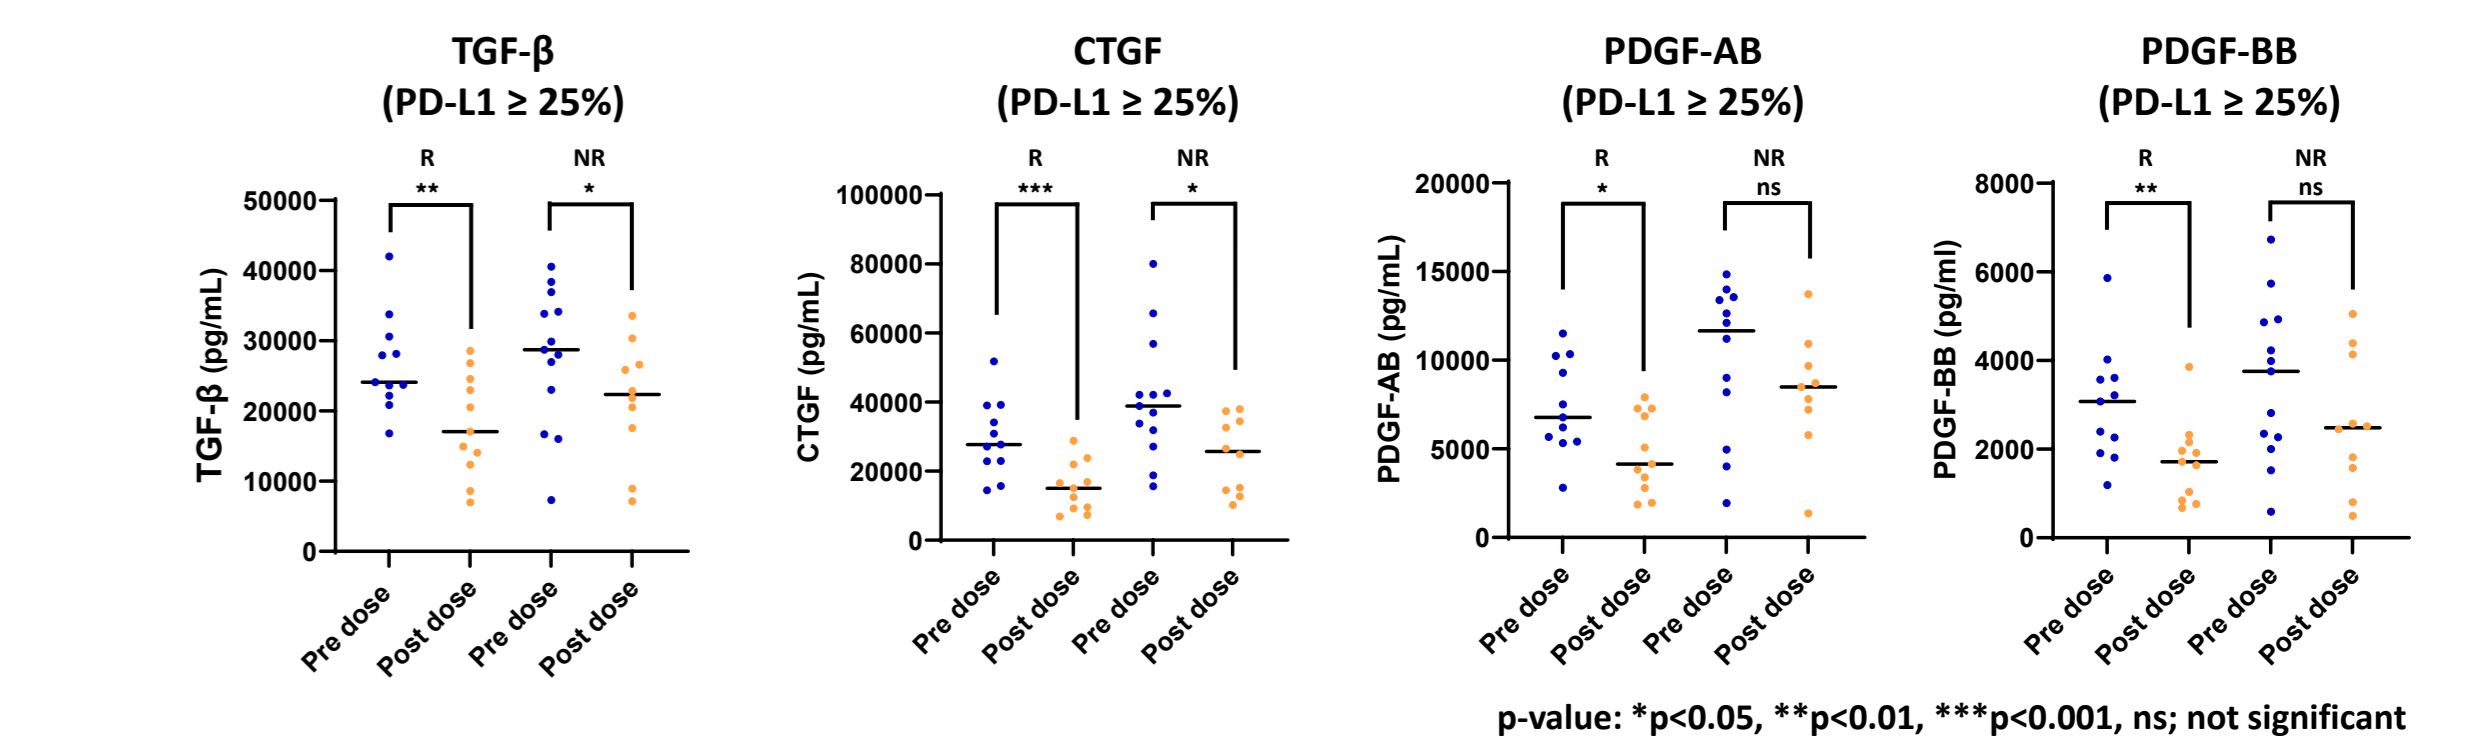 TGF-β
(PD-L1 ≥ 25%)
R
NR
**
*
50000
40000
30000
20000
10000
0
TGF-β (pg/mL)
Pre dose
Post dose
Pre dose
Post dose
CTGF
(PD-L1 ≥ 25%)
R
NR
***
*
100000
80000
60000
40000
20000
0
CTGF (pg/mL)
Pre dose
Post dose
Pre dose
Post dose
PDGF-AB
(PD-L1 ≥ 25%)
R
NR
*
ns
20000
15000
10000
5000
0
PDGF-AB (pg/mL)
Pre dose
Post dose
Pre dose
Post dose
PDGF-BB
(PD-L1 ≥ 25%)
R
NR
**
ns
8000
6000
4000
2000
0
PDGF-BB (pg/ml)
Pre dose
Post dose
Pre dose
Post dose
p-value: *p<0.05, **p<0.01, ***p<0.001, ns; not significant